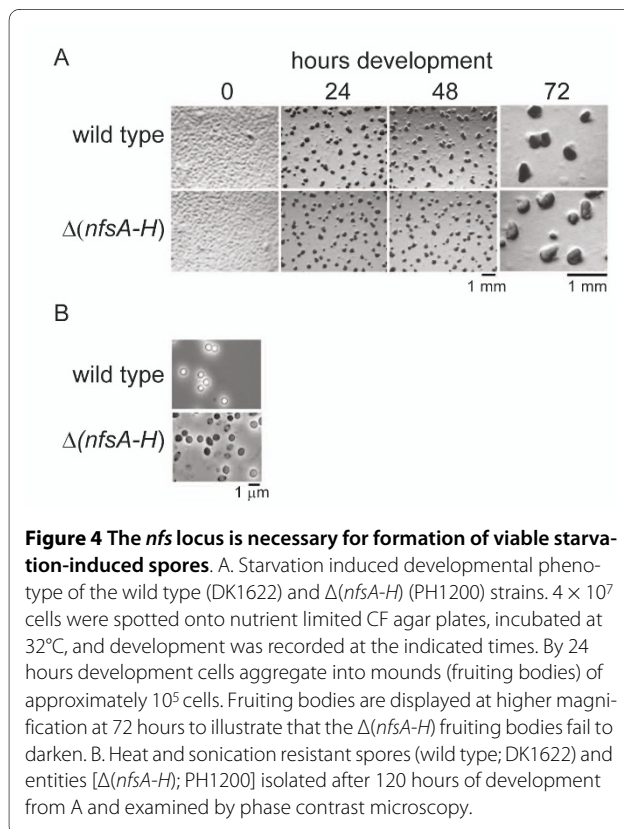 A
hours development
0 24 48 72
wild type
Δ(nfsA-H)
1 mm 1 mm
B
wild type
Δ(nfsA-H)
1 μm
Figure 4 The nfs locus is necessary for formation of viable starva-
tion-induced spores. A. Starvation induced developmental pheno-
type of the wild type (DK1622) and Δ(nfsA-H) (PH1200) strains. 4 × 10⁷
cells were spotted onto nutrient limited CF agar plates, incubated at
32°C, and development was recorded at the indicated times. By 24
hours development cells aggregate into mounds (fruiting bodies) of
approximately 10⁵ cells. Fruiting bodies are displayed at higher magni-
fication at 72 hours to illustrate that the Δ(nfsA-H) fruiting bodies fail to
darken. B. Heat and sonication resistant spores (wild type; DK1622) and
entities [Δ(nfsA-H); PH1200] isolated after 120 hours of development
from A and examined by phase contrast microscopy.